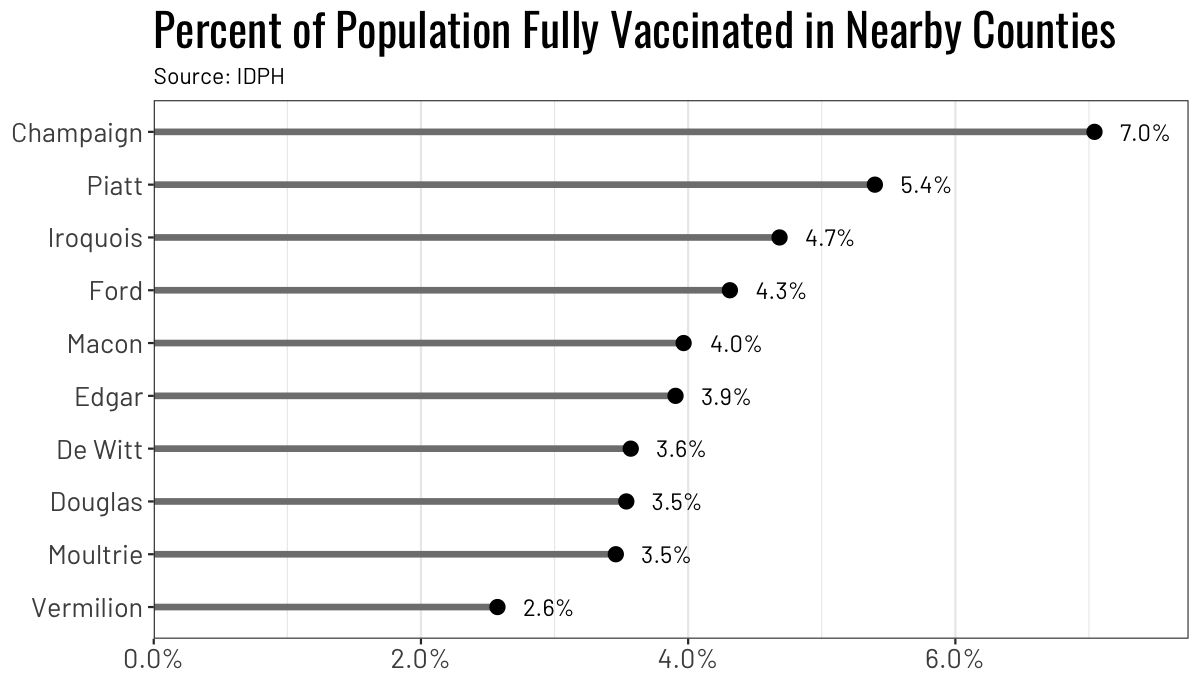 Percent of Population Fully Vaccinated in Nearby Counties
Source: IDPH
Champaign 7.0%
Piatt 5.4%
Iroquois 4.7%
Ford 4.3%
Macon 4.0%
Edgar 3.9%
De Witt 3.6%
Douglas 3.5%
Moultrie 3.5%
Vermilion 2.6%
0.0% 2.0% 4.0% 6.0%